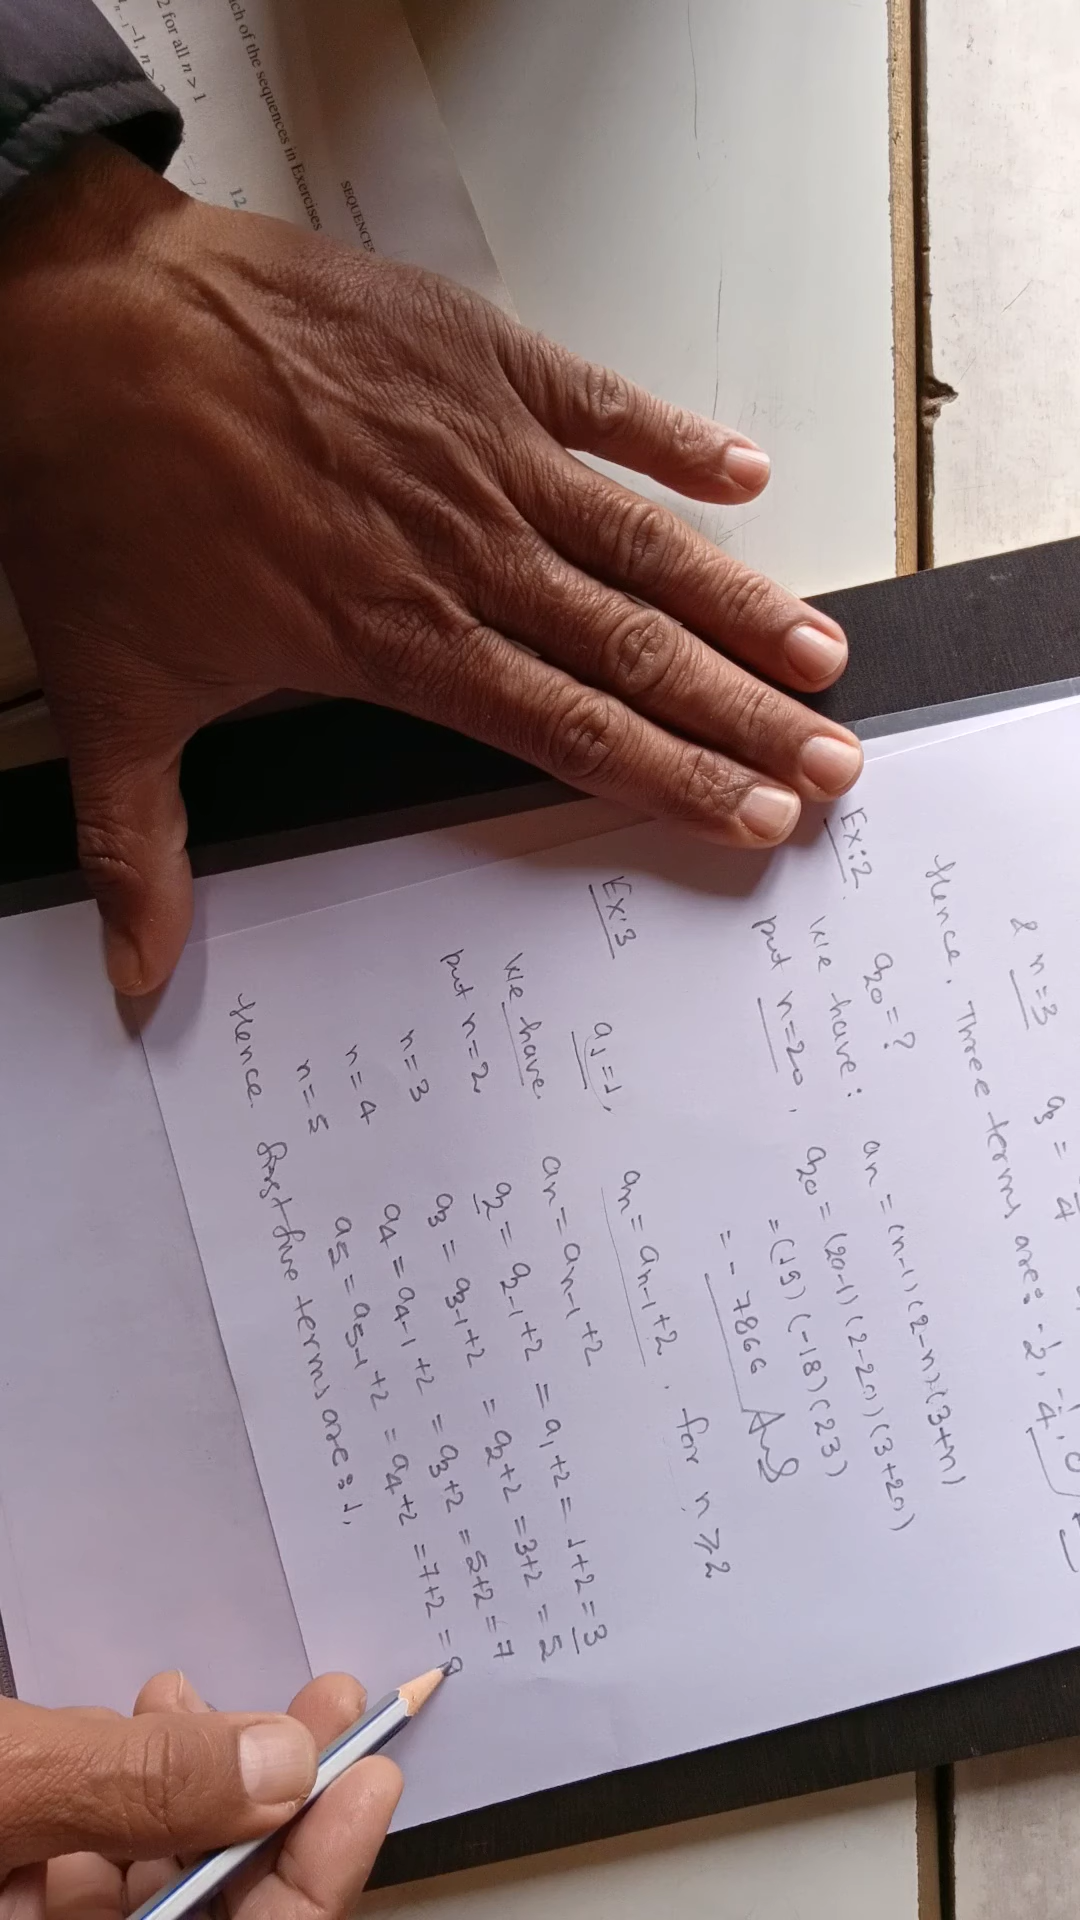 & n=3 a3 = 4
Hence, Three terms are: -1/2, -1/4, 0
Ex:2 a20 = ?
We have: an = (n-1)(2-n)(3+n)
put n=20, a20 = (20-1)(2-20)(3+20)
= (19)(-18)(23)
= -7866 Ans
Ex:3 a1=1, an = an-1+2. for n≥2
We have an = an-1+2
put n=2 a2 = a2-1+2 = a1+2 = 1+2=3
n=3 a3 = a3-1+2 = a2+2 = 3+2 = 5
n=4 a4 = a4-1+2 = a3+2 = 5+2=7
n=5 a5 = a5-1+2 = a4+2 = 7+2 = 9
Hence. first five terms are: 1,
SEQUENCE
ch of the sequences in Exercises
12
2 for all n > 1
n-1 -1, n >